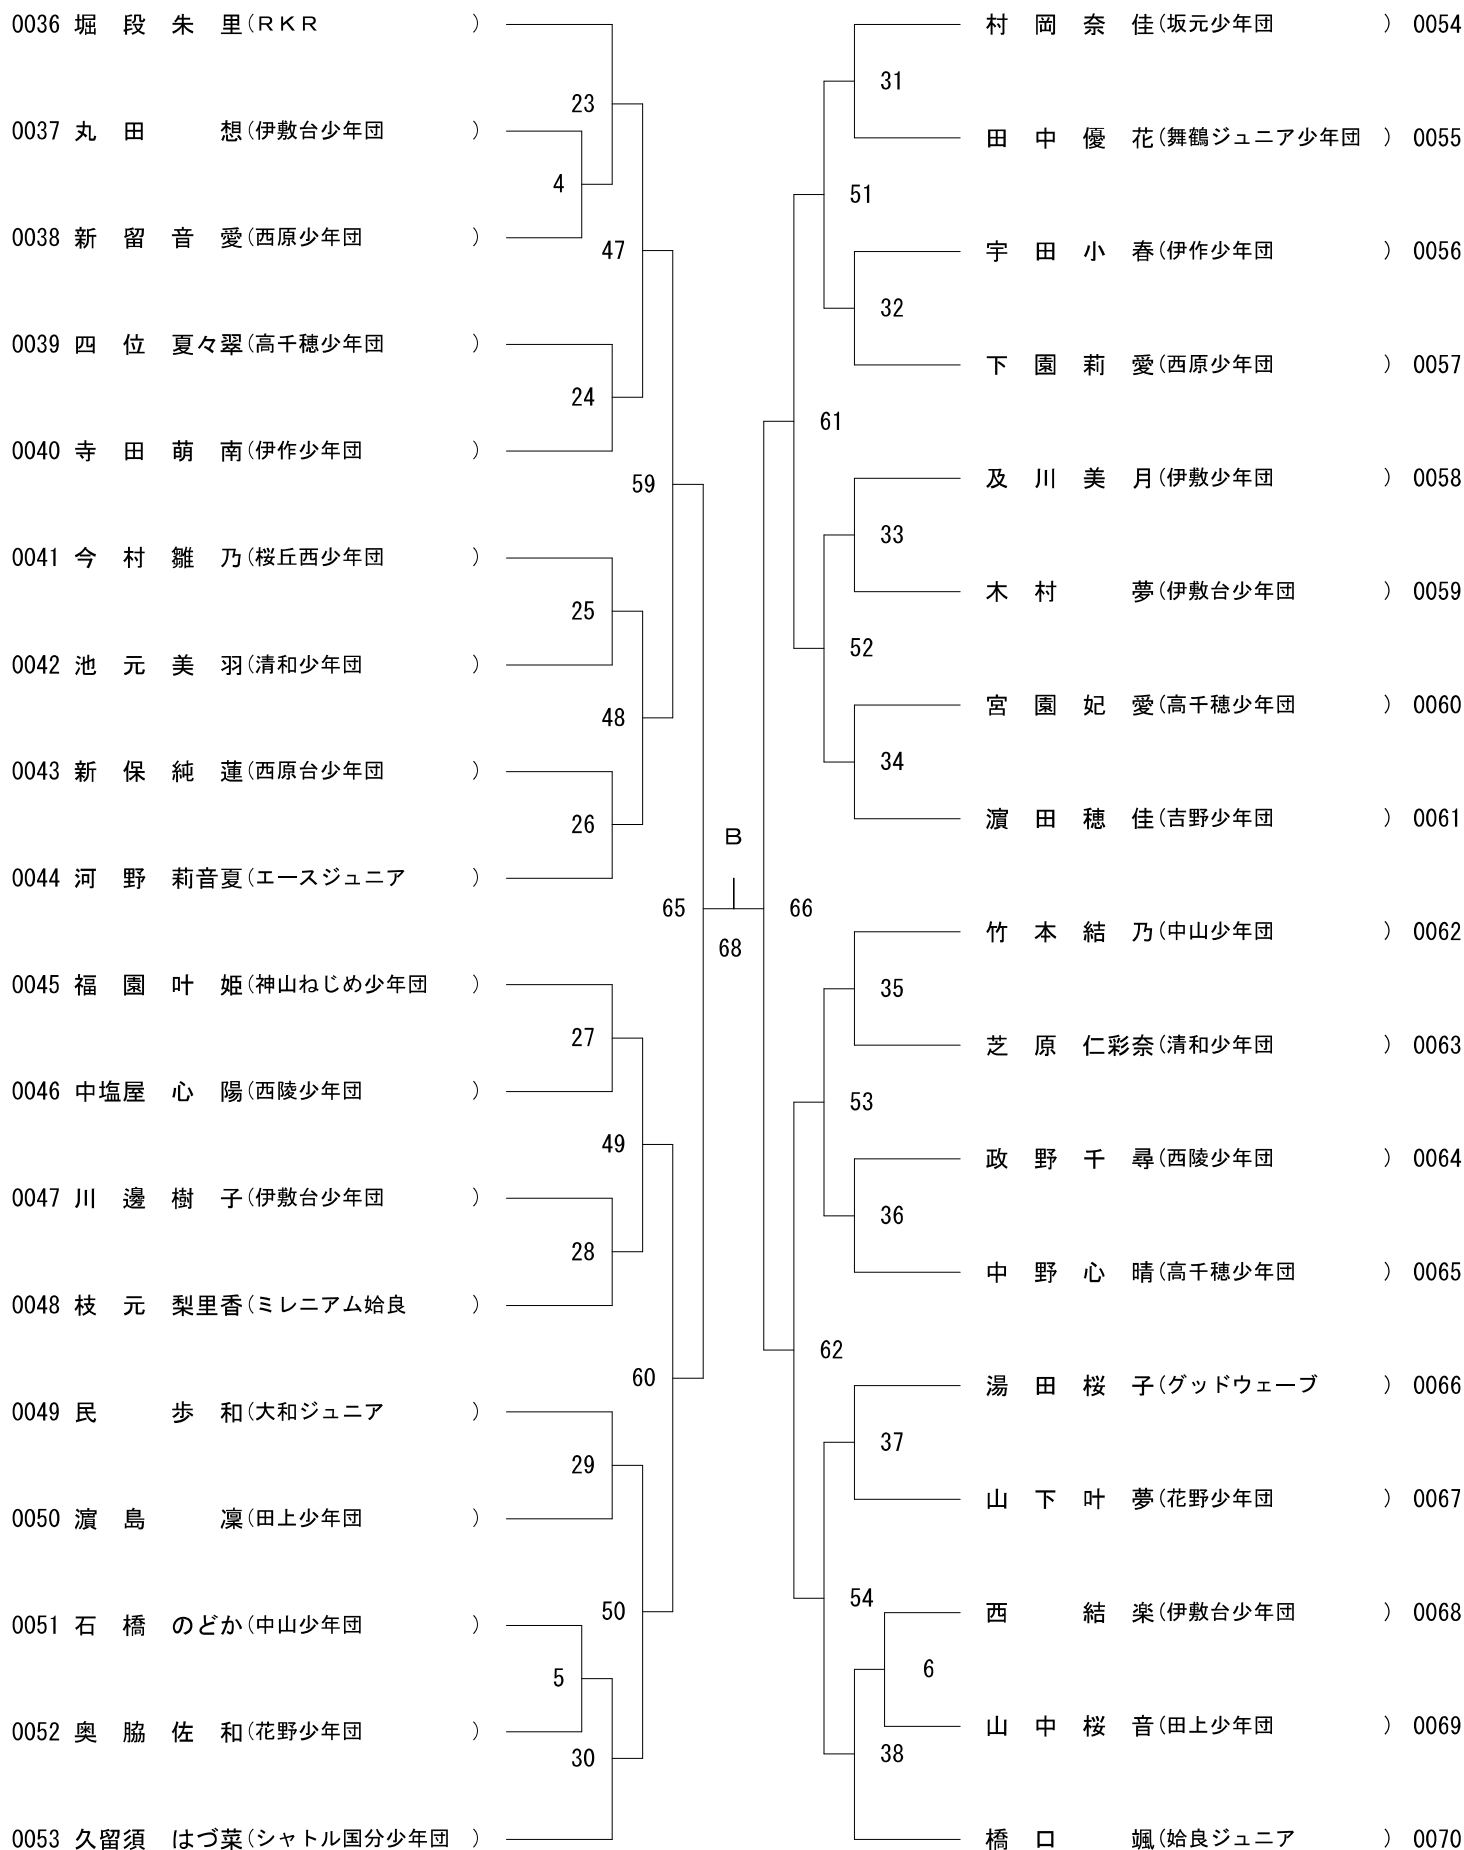 0036 堀 段 朱 里(ＲＫＲ )
23
0037 丸 田 想(伊敷台少年団 )
4
0038 新 留 音 愛(西原少年団 )
47
0039 四 位 夏々翠(高千穂少年団 )
24
0040 寺 田 萌 南(伊作少年団 )
59
0041 今 村 雛 乃(桜丘西少年団 )
25
0042 池 元 美 羽(清和少年団 )
48
0043 新 保 純 蓮(西原台少年団 )
26
0044 河 野 莉音夏(エースジュニア )
65
0045 福 園 叶 姫(神山ねじめ少年団 )
27
0046 中塩屋 心 陽(西陵少年団 )
49
0047 川 邊 樹 子(伊敷台少年団 )
28
0048 枝 元 梨里香(ミレニアム姶良 )
60
0049 民 歩 和(大和ジュニア )
29
0050 濵 島 凜(田上少年団 )
50
0051 石 橋 のどか(中山少年団 )
5
0052 奥 脇 佐 和(花野少年団 )
30
0053 久留須 はづ菜(シャトル国分少年団 )
Ｂ
68
村 岡 奈 佳(坂元少年団 ) 0054
31
田 中 優 花(舞鶴ジュニア少年団 ) 0055
51
宇 田 小 春(伊作少年団 ) 0056
32
下 園 莉 愛(西原少年団 ) 0057
61
及 川 美 月(伊敷少年団 ) 0058
33
木 村 夢(伊敷台少年団 ) 0059
52
宮 園 妃 愛(高千穂少年団 ) 0060
34
濵 田 穂 佳(吉野少年団 ) 0061
66
竹 本 結 乃(中山少年団 ) 0062
35
芝 原 仁彩奈(清和少年団 ) 0063
53
政 野 千 尋(西陵少年団 ) 0064
36
中 野 心 晴(高千穂少年団 ) 0065
62
湯 田 桜 子(グッドウェーブ ) 0066
37
山 下 叶 夢(花野少年団 ) 0067
54
西 結 楽(伊敷台少年団 ) 0068
6
山 中 桜 音(田上少年団 ) 0069
38
橋 口 颯(姶良ジュニア ) 0070